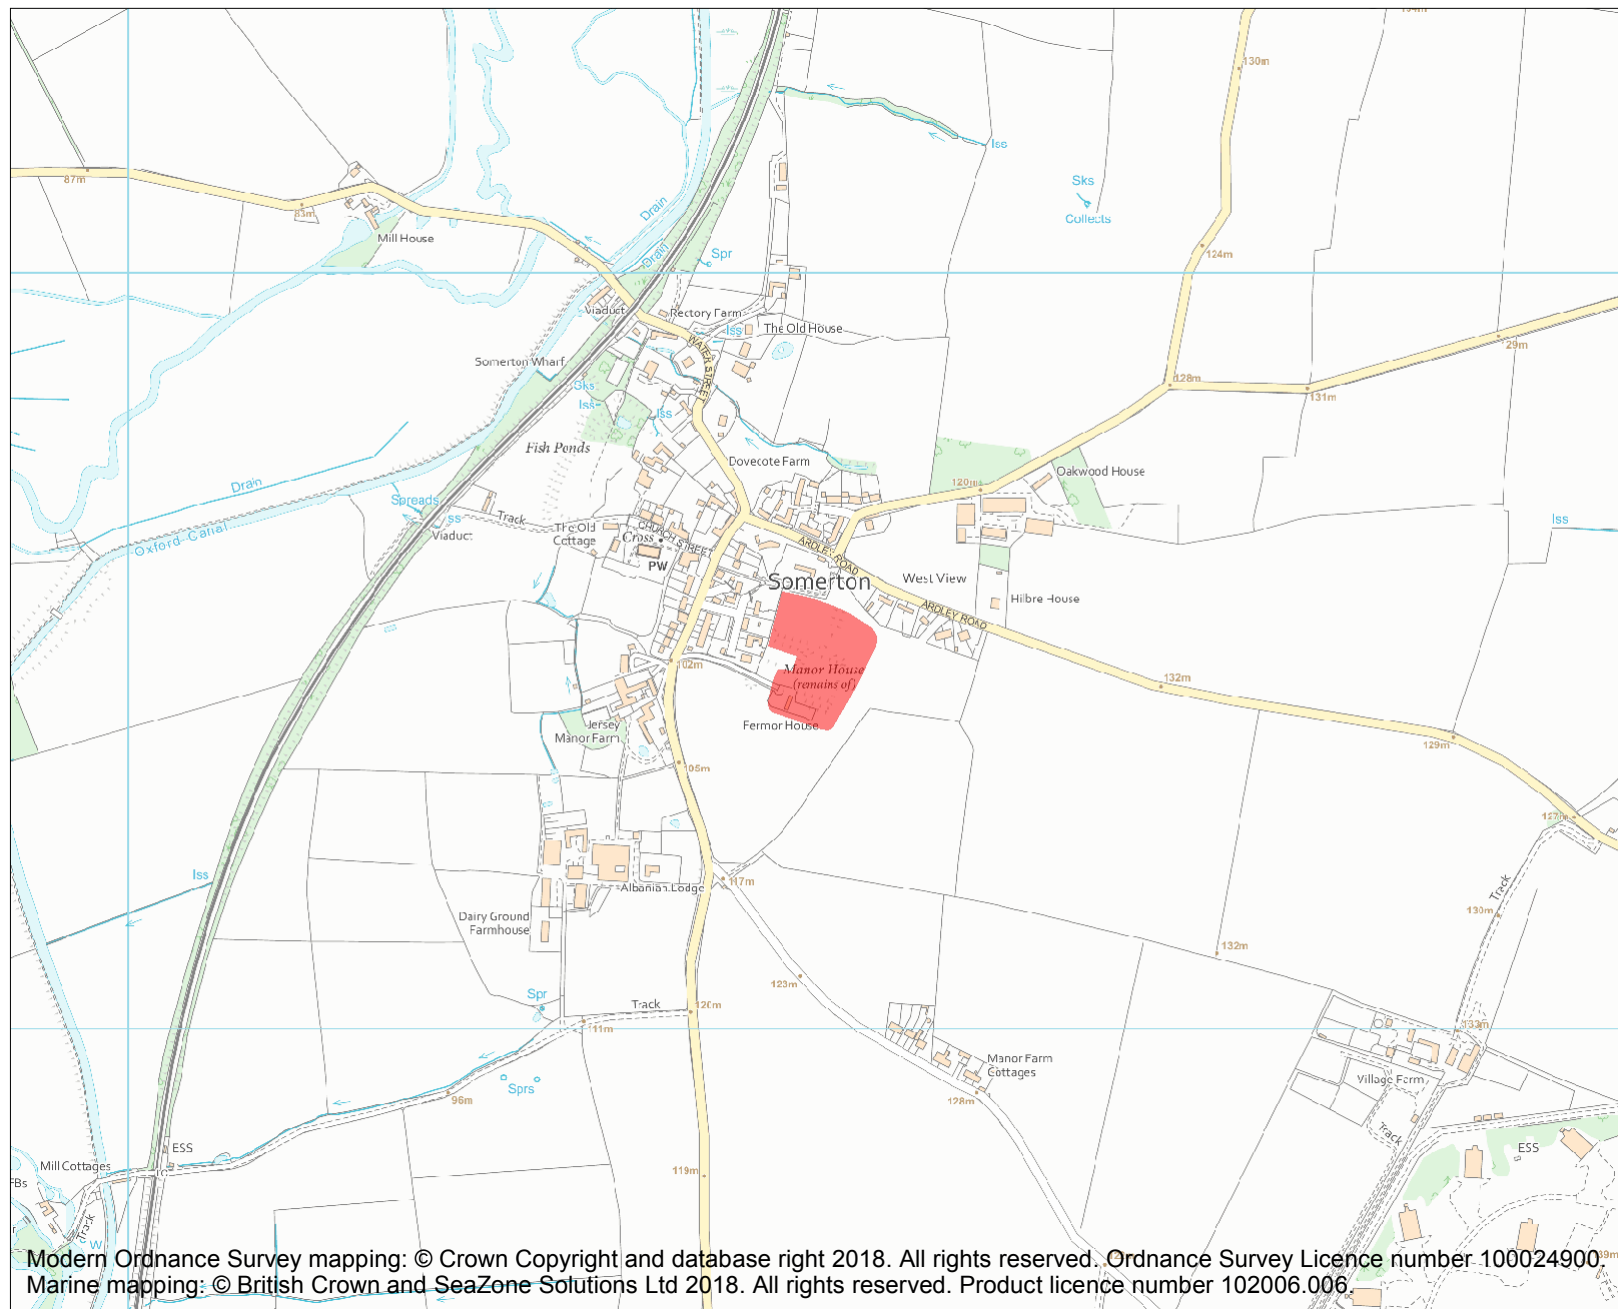 130m
Iss
87m
Sks
Collects
83m
Drain
Mill House
124m
Drain
Spr
Viaduct
Rectory Farm
Iss
The Old House
WATER STREET
29m
Somerton Wharf
128m
131m
Sks
Iss
Iss
Fish Ponds
Dovecote Farm
Oakwood House
Drain
120m
Spreads
Iss
Track
The Old
Cottage
Cross
CHURCH STREET
Viaduct
Oxford Canal
PW
ARDLEY ROAD
Somerton
West View
Hilbre House
ARDLEY ROAD
102m
Manor House
(remains of)
132m
Fermor House
Jersey
Manor Farm
129m
105m
127m
Iss
117m
Albanian Lodge
Track
130m
Dairy Ground
Farmhouse
132m
123m
Spr
Track
120m
111m
133m
Manor Farm
Cottages
Village Farm
Sprs
96m
128m
Track
ESS
ESS
Mill Cottages
FBs
119m
Track
W
Modern Ordnance Survey mapping: © Crown Copyright and database right 2018. All rights reserved. Ordnance Survey Licence number 100024900.
Marine mapping: © British Crown and SeaZone Solutions Ltd 2018. All rights reserved. Product licence number 102006.006.